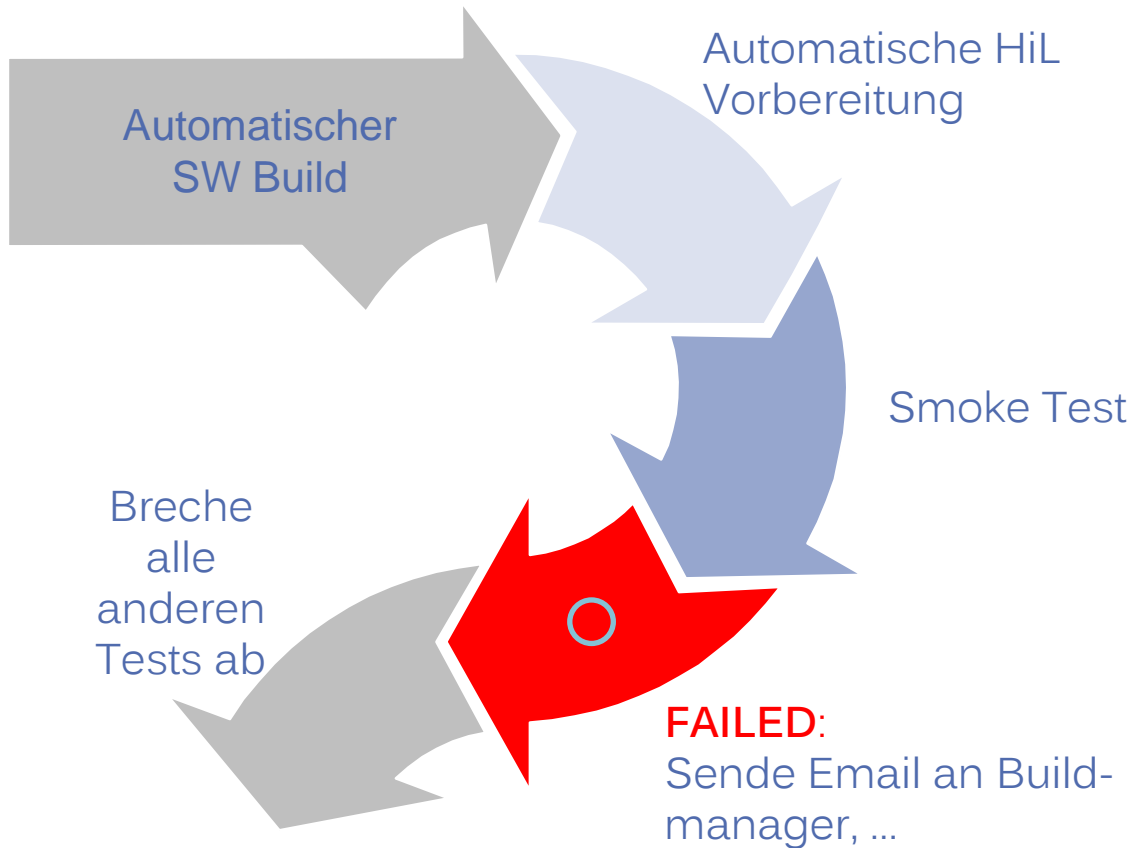 Automatischer
SW Build
Automatische HiL
Vorbereitung
Smoke Test
FAILED:
Sende Email an Build-
manager, ...
Breche
alle
anderen
Tests ab